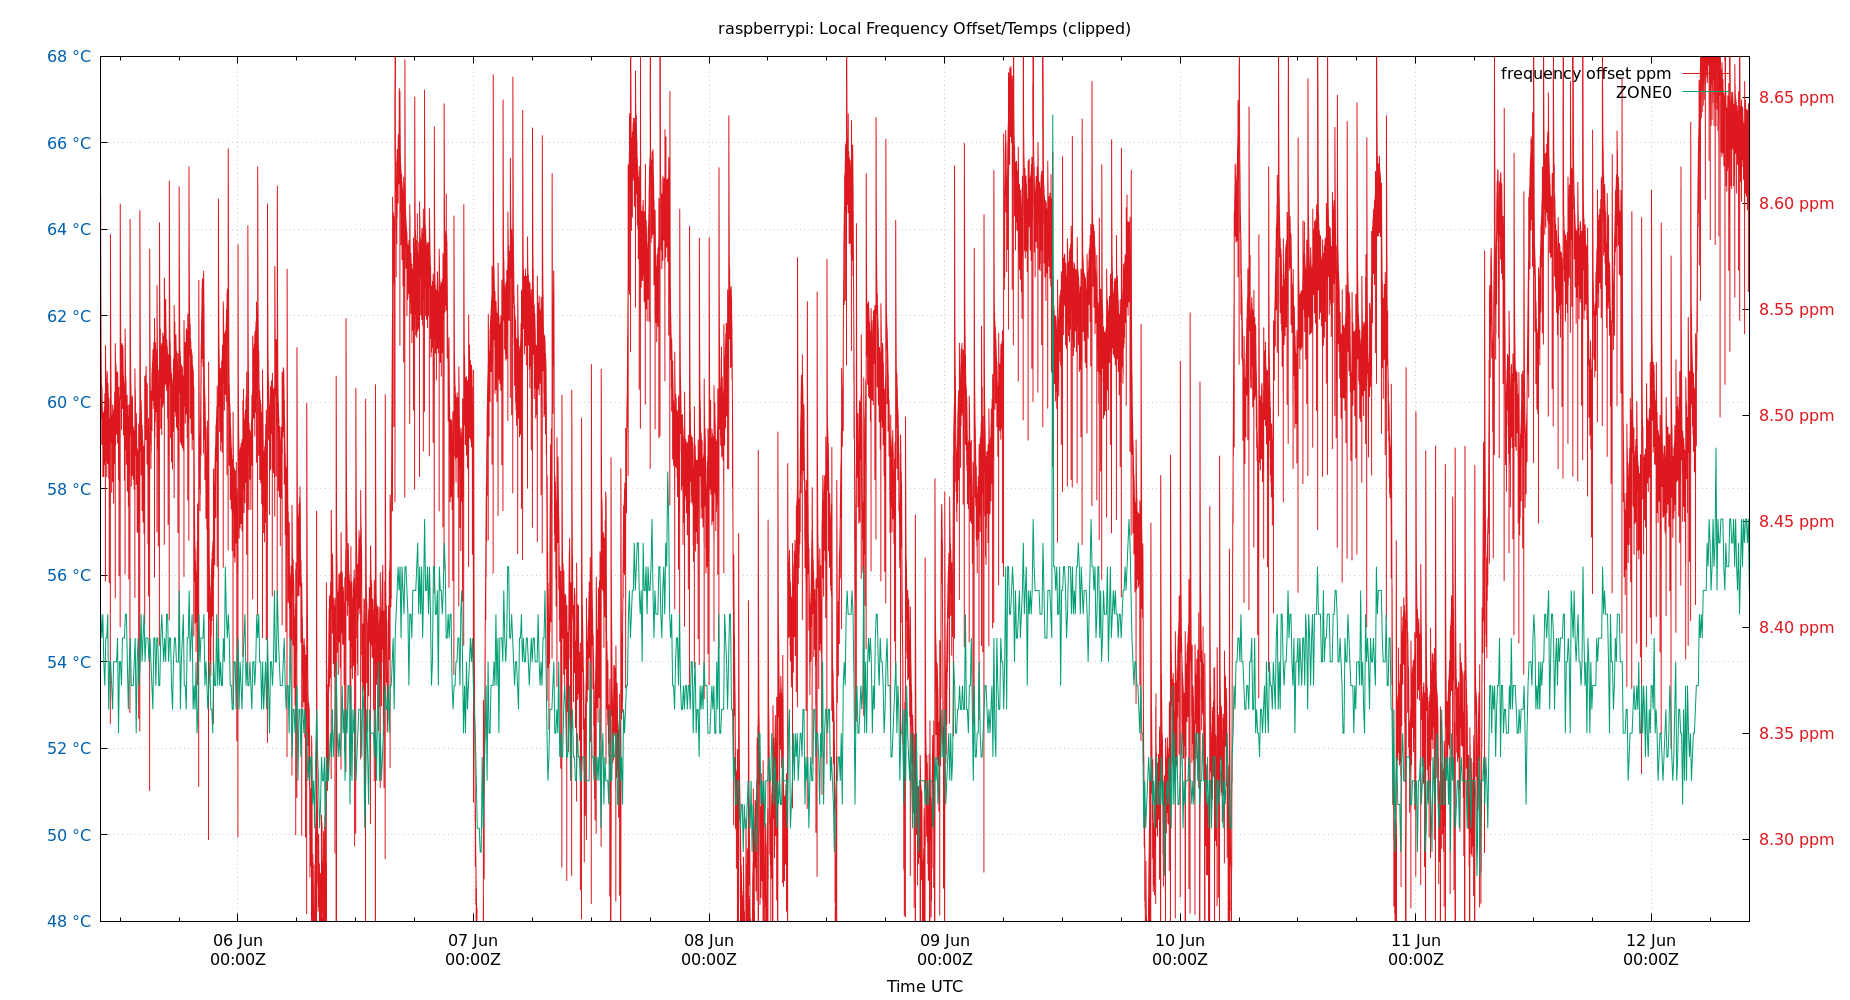 raspberrypi: Local Frequency Offset/Temps (clipped)
68 °C
66 °C
64 °C
62 °C
60 °C
58 °C
56 °C
54 °C
52 °C
50 °C
48 °C
frequency offset ppm
ZONE0
8.65 ppm
8.60 ppm
8.55 ppm
8.50 ppm
8.45 ppm
8.40 ppm
8.35 ppm
8.30 ppm
06 Jun
00:00Z
07 Jun
00:00Z
08 Jun
00:00Z
09 Jun
00:00Z
10 Jun
00:00Z
11 Jun
00:00Z
12 Jun
00:00Z
Time UTC